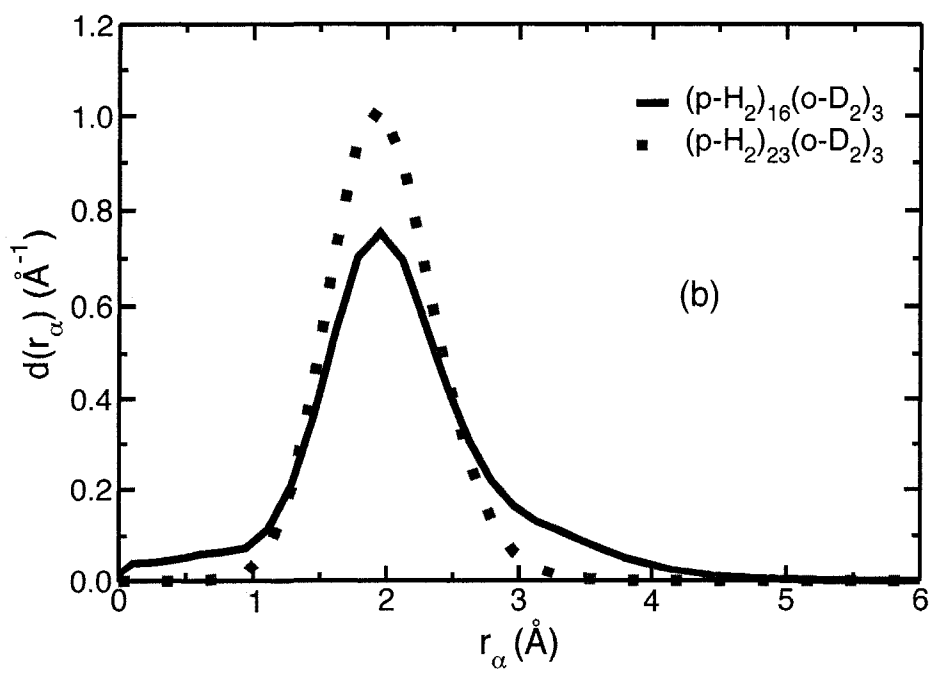 1.2
1.0
0.8
0.6
0.4
0.2
0.0
d(r_α) (Å⁻¹)
(p-H₂)₁₆(o-D₂)₃
(p-H₂)₂₃(o-D₂)₃
(b)
0 1 2 3 4 5 6
r_α (Å)